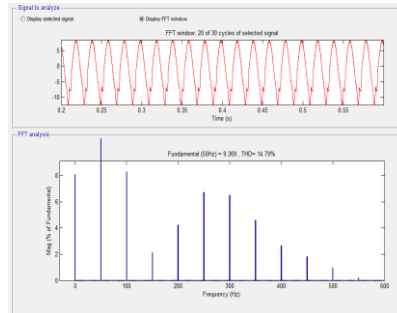 Signal to analyze
Display selected signal
Display FFT window
FFT window: 20 of 30 cycles of selected signal
5
0
-5
-10
0.2
0.25
0.3
0.35
0.4
0.45
0.5
0.55
Time (s)
FFT analysis
Fundamental (50Hz) = 9.369 , THD= 14.79%
Mag (% of Fundamental)
8
6
4
2
0
0
100
200
300
400
500
600
Frequency (Hz)